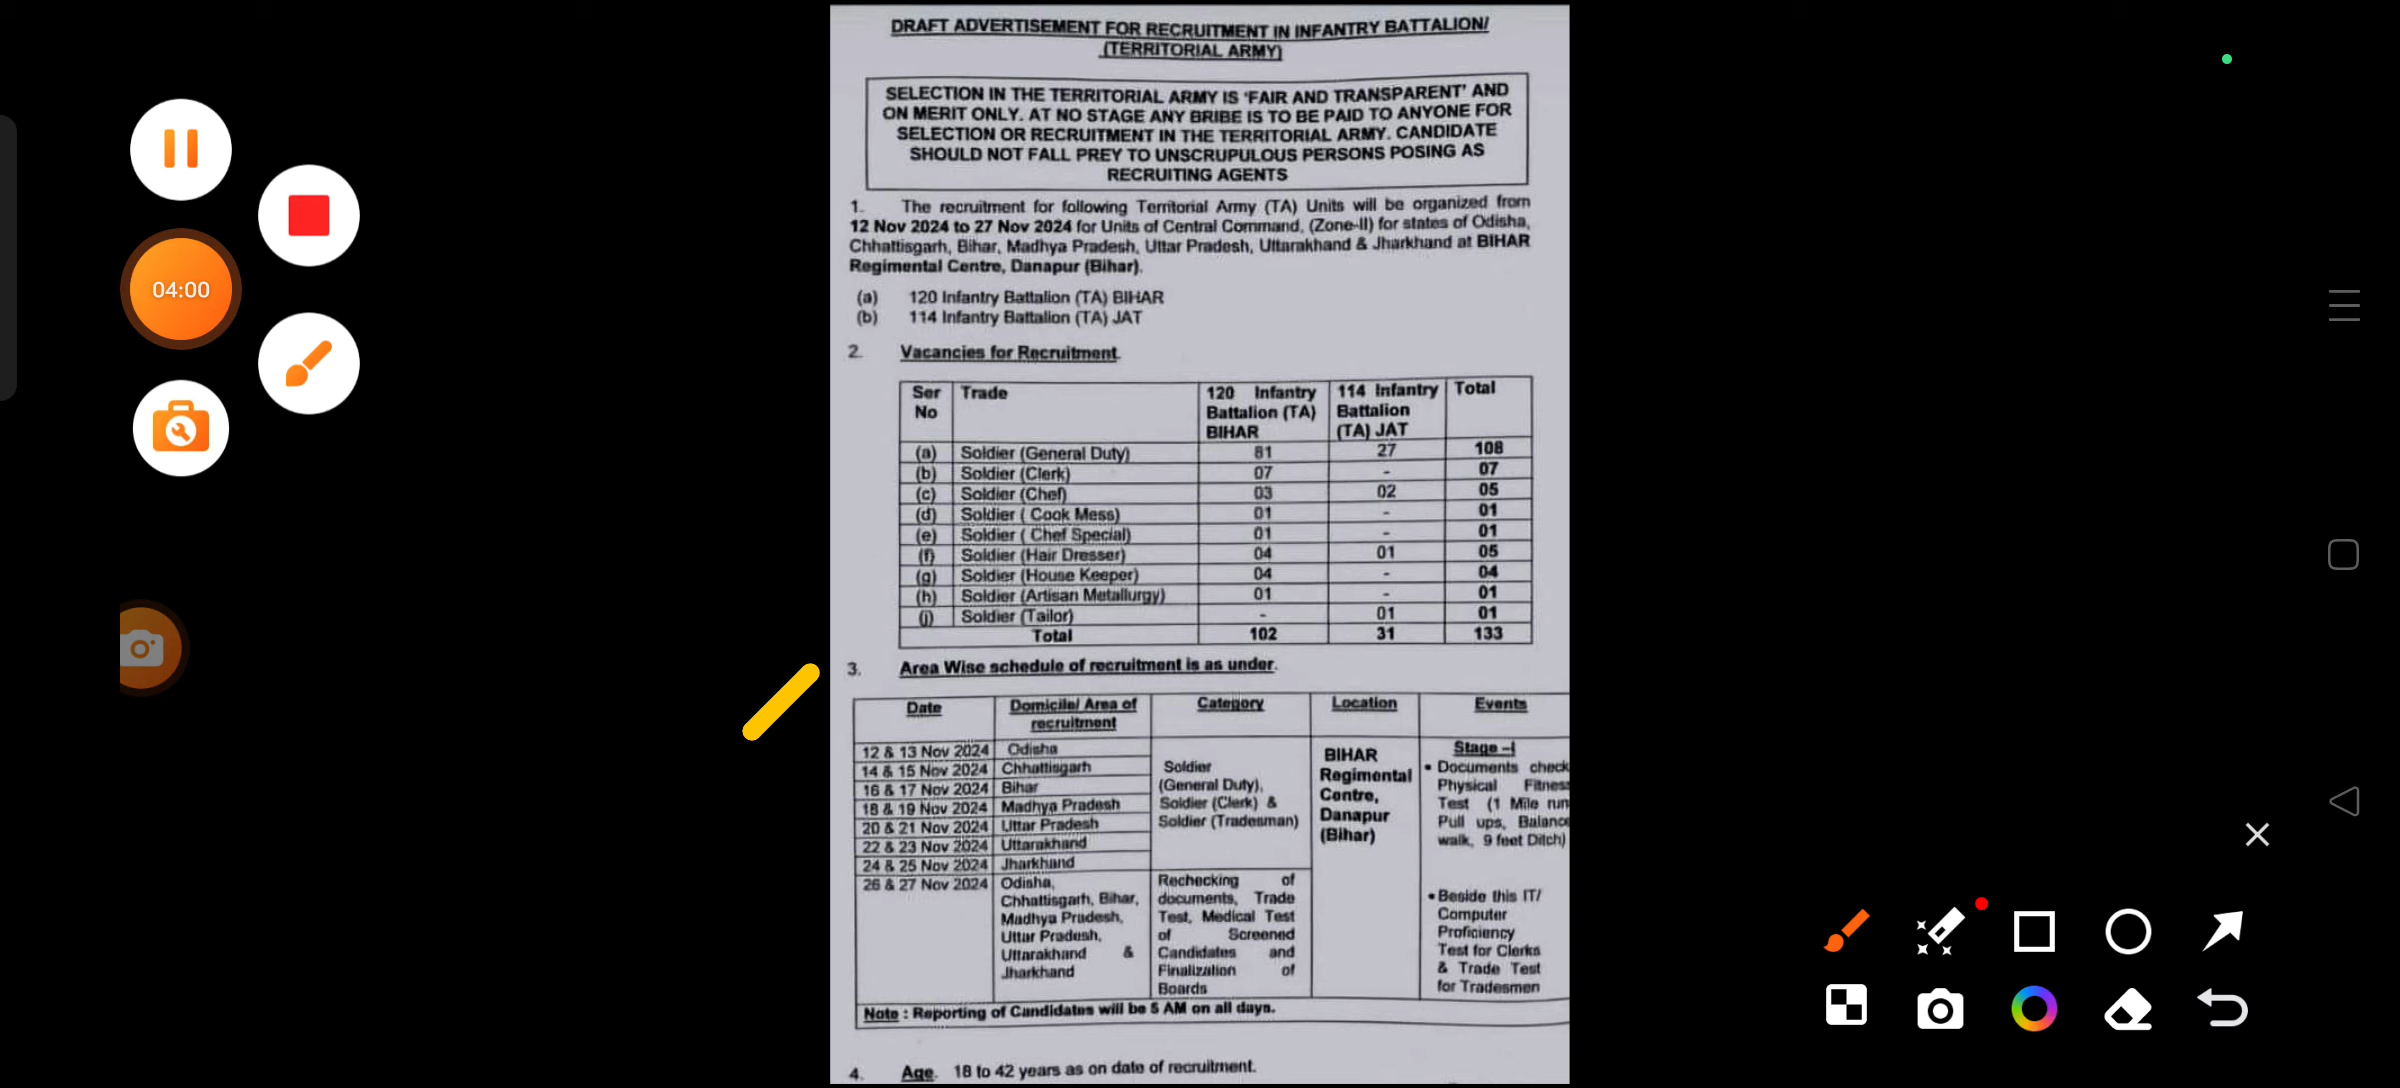 DRAFT ADVERTISEMENT FOR RECRUITMENT IN INFANTRY BATTALION/
(TERRITORIAL ARMY)
SELECTION IN THE TERRITORIAL ARMY IS 'FAIR AND TRANSPARENT' AND
ON MERIT ONLY. AT NO STAGE ANY BRIBE IS TO BE PAID TO ANYONE FOR
SELECTION OR RECRUITMENT IN THE TERRITORIAL ARMY. CANDIDATE
SHOULD NOT FALL PREY TO UNSCRUPULOUS PERSONS POSING AS
RECRUITING AGENTS
1. The recruitment for following Territorial Army (TA) Units will be organized from
12 Nov 2024 to 27 Nov 2024 for Units of Central Command, (Zone-II) for states of Odisha,
Chhattisgarh, Bihar, Madhya Pradesh, Uttar Pradesh, Uttarakhand & Jharkhand at BIHAR
Regimental Centre, Danapur (Bihar).
(a) 120 Infantry Battalion (TA) BIHAR
(b) 114 Infantry Battalion (TA) JAT
2. Vacancies for Recruitment.
Ser No Trade 120 Infantry Battalion (TA) BIHAR 114 Infantry Battalion (TA) JAT Total
(a) Soldier (General Duty) 81 27 108
(b) Soldier (Clerk) 07 - 07
(c) Soldier (Chef) 03 02 05
(d) Soldier ( Cook Mess) 01 - 01
(e) Soldier ( Chef Special) 01 - 01
(f) Soldier (Hair Dresser) 04 01 05
(g) Soldier (House Keeper) 04 - 04
(h) Soldier (Artisan Metallurgy) 01 - 01
(j) Soldier (Tailor) - 01 01
Total 102 31 133
3. Area Wise schedule of recruitment is as under.
Date Domicile/ Area of recruitment Category Location Events
12 & 13 Nov 2024 Odisha
14 & 15 Nov 2024 Chhattisgarh
16 & 17 Nov 2024 Bihar
18 & 19 Nov 2024 Madhya Pradesh
20 & 21 Nov 2024 Uttar Pradesh
22 & 23 Nov 2024 Uttarakhand
24 & 25 Nov 2024 Jharkhand
Soldier
(General Duty),
Soldier (Clerk) &
Soldier (Tradesman)
BIHAR
Regimental
Centre,
Danapur
(Bihar)
Stage –I
• Documents check
Physical Fitness
Test (1 Mile run
Pull ups, Balance
walk, 9 feet Ditch)
26 & 27 Nov 2024 Odisha,
Chhattisgarh, Bihar,
Madhya Pradesh,
Uttar Pradesh,
Uttarakhand &
Jharkhand
Rechecking of
documents, Trade
Test, Medical Test
of Screened
Candidates and
Finalization of
Boards
• Beside this IT/
Computer
Proficiency
Test for Clerks
& Trade Test
for Tradesmen
Note : Reporting of Candidates will be 5 AM on all days.
4. Age. 18 to 42 years as on date of recruitment.
04:00